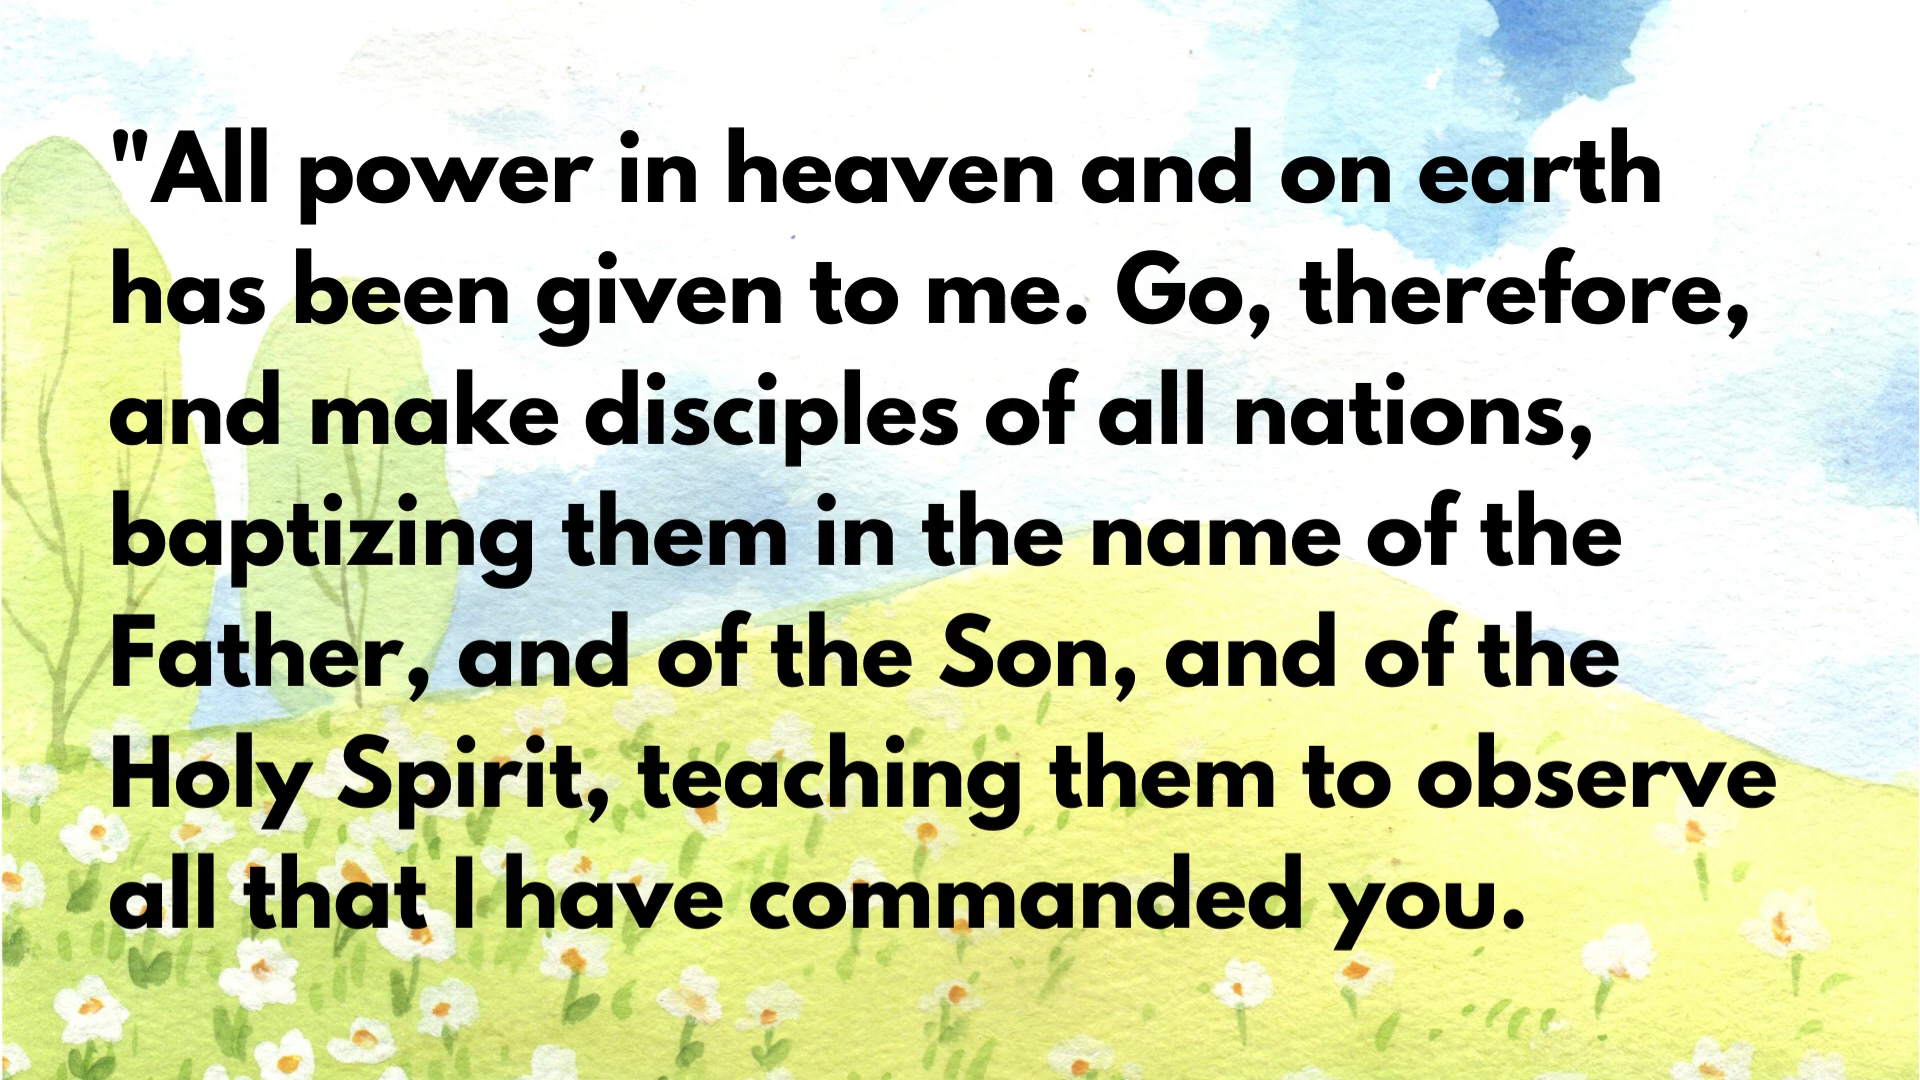 "All power in heaven and on earth
has been given to me. Go, therefore,
and make disciples of all nations,
baptizing them in the name of the
Father, and of the Son, and of the
Holy Spirit, teaching them to observe
all that I have commanded you.